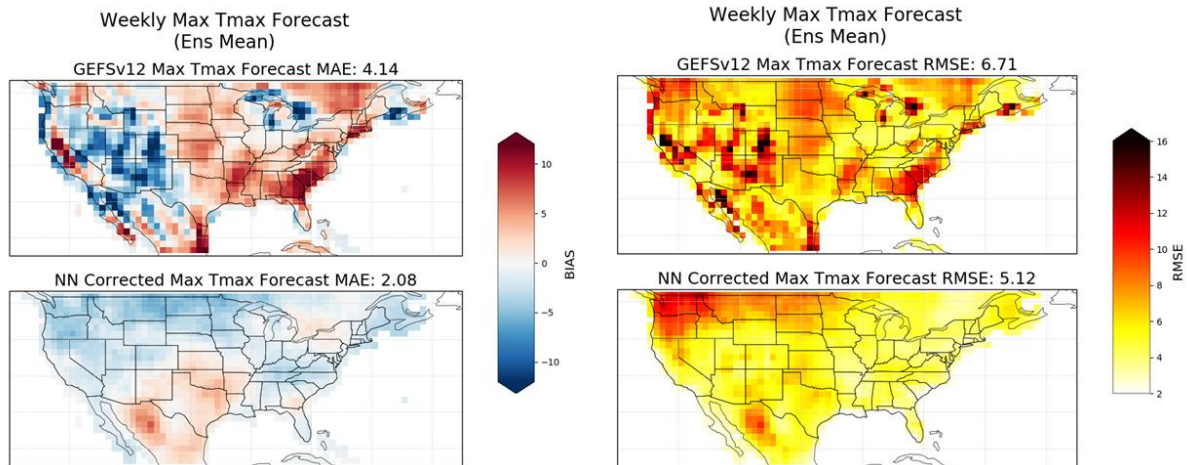 Weekly Max Tmax Forecast
(Ens Mean)
GEFSv12 Max Tmax Forecast MAE: 4.14
10
5
0
−5
−10
BIAS
NN Corrected Max Tmax Forecast MAE: 2.08
Weekly Max Tmax Forecast
(Ens Mean)
GEFSv12 Max Tmax Forecast RMSE: 6.71
16
14
12
10
8
6
4
2
RMSE
NN Corrected Max Tmax Forecast RMSE: 5.12